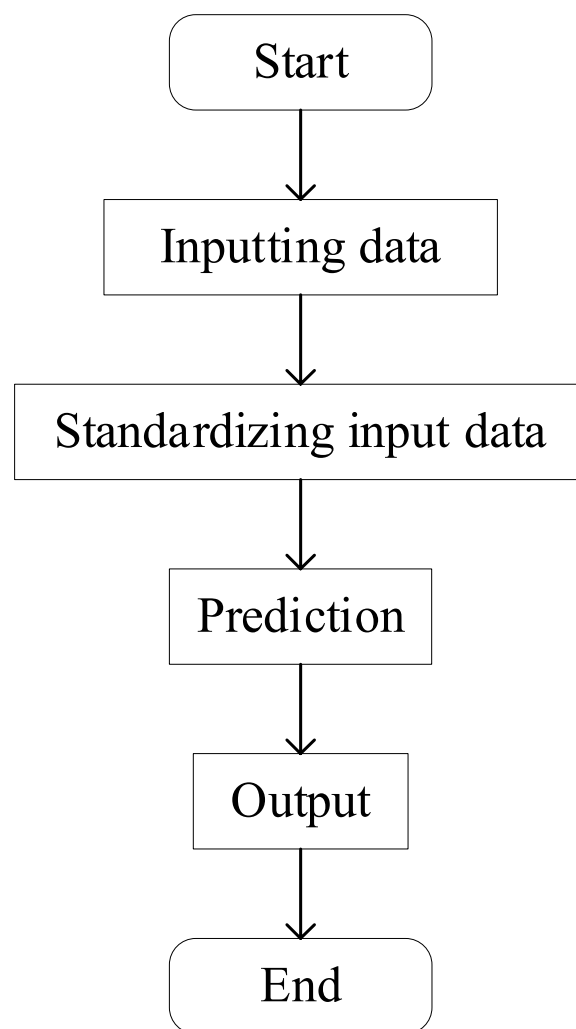 Start
Inputting data
Standardizing input data
Prediction
Output
End